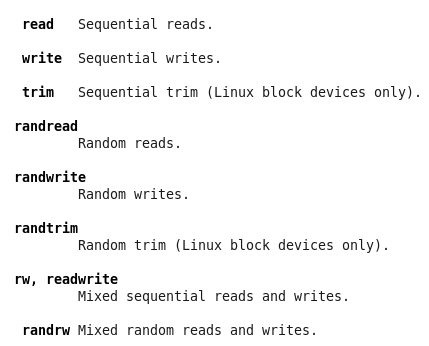 read Sequential reads.
write Sequential writes.
trim Sequential trim (Linux block devices only).
randread
Random reads.
randwrite
Random writes.
randtrim
Random trim (Linux block devices only).
rw, readwrite
Mixed sequential reads and writes.
randrw Mixed random reads and writes.